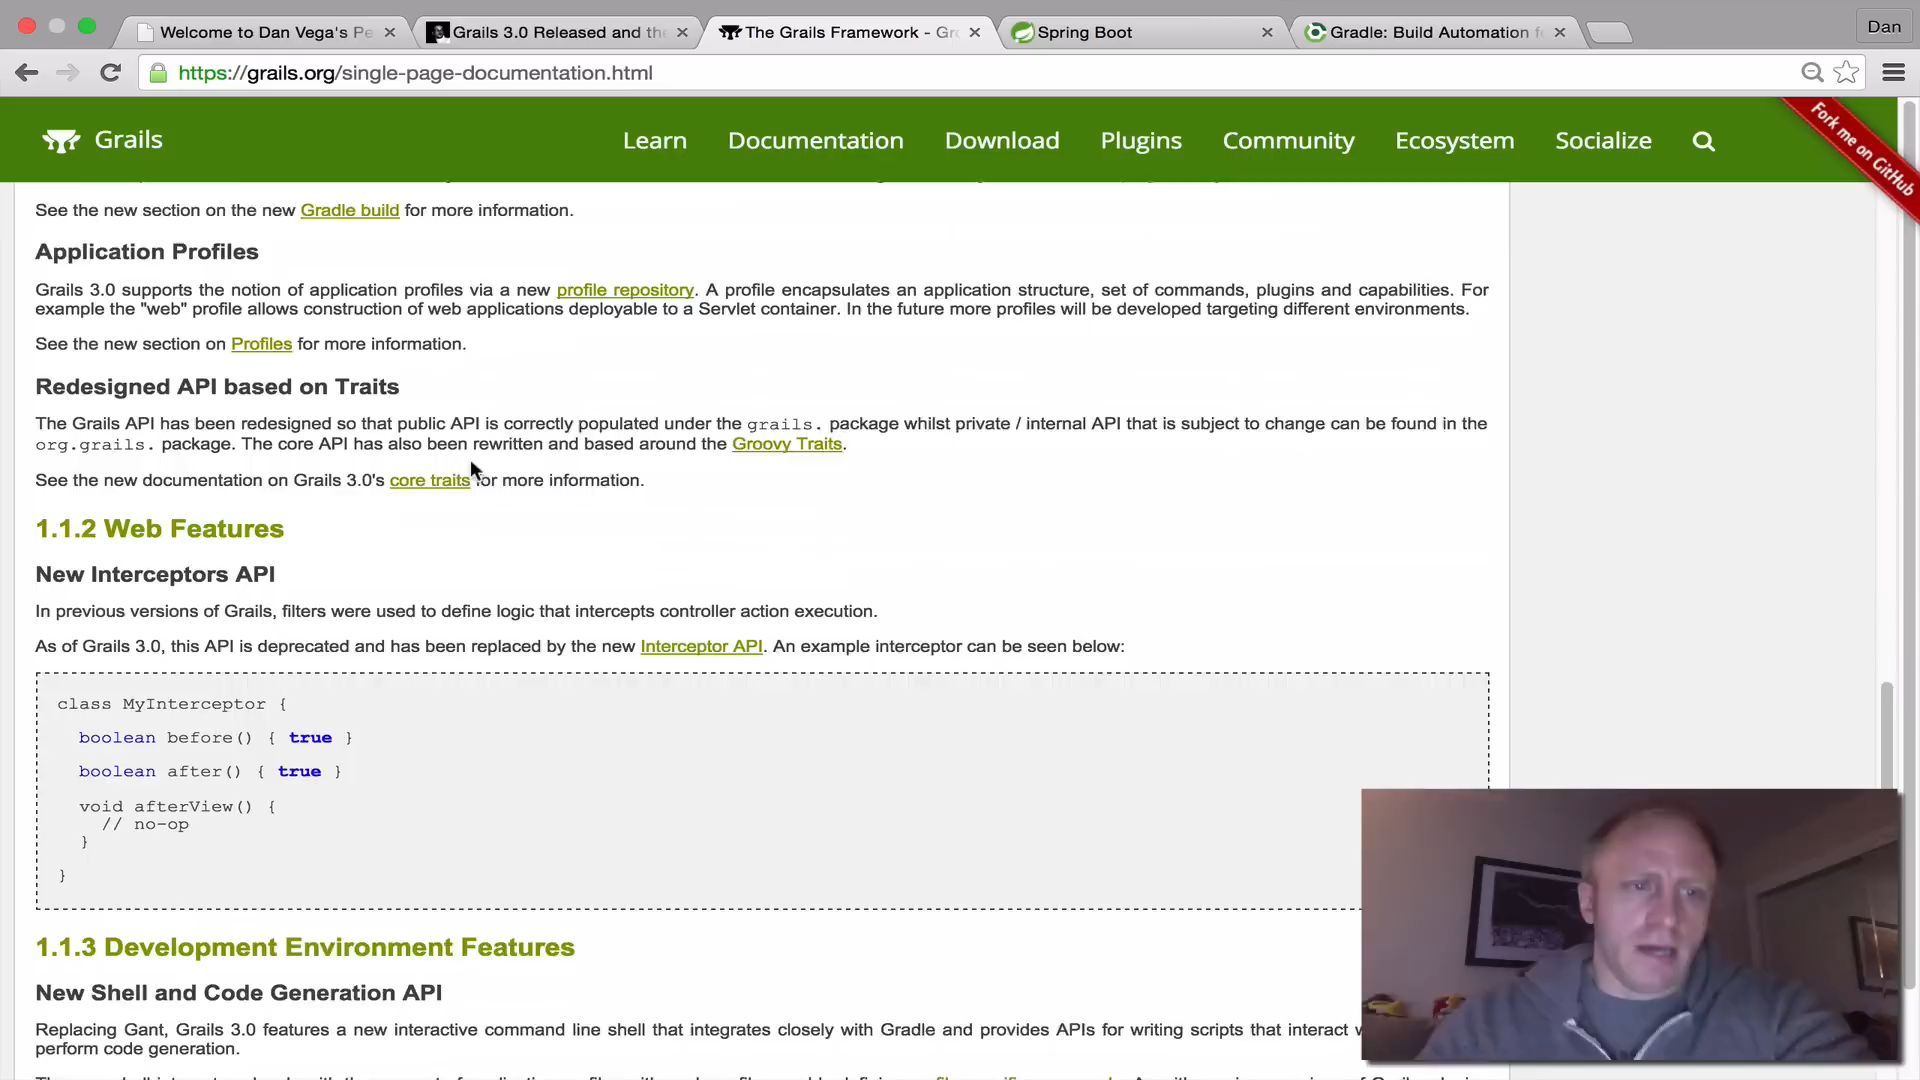 Welcome to Dan Vega's Pe
Grails 3.0 Released and the
The Grails Framework - Gr
Spring Boot
Gradle: Build Automation f
Dan
https://grails.org/single-page-documentation.html
Grails
Learn
Documentation
Download
Plugins
Community
Ecosystem
Socialize
Fork me on GitHub
See the new section on the new Gradle build for more information.
Application Profiles
Grails 3.0 supports the notion of application profiles via a new profile repository. A profile encapsulates an application structure, set of commands, plugins and capabilities. For
example the "web" profile allows construction of web applications deployable to a Servlet container. In the future more profiles will be developed targeting different environments.
See the new section on Profiles for more information.
Redesigned API based on Traits
The Grails API has been redesigned so that public API is correctly populated under the grails. package whilst private / internal API that is subject to change can be found in the
org.grails. package. The core API has also been rewritten and based around the Groovy Traits.
See the new documentation on Grails 3.0's core traits for more information.
1.1.2 Web Features
New Interceptors API
In previous versions of Grails, filters were used to define logic that intercepts controller action execution.
As of Grails 3.0, this API is deprecated and has been replaced by the new Interceptor API. An example interceptor can be seen below:
class MyInterceptor {
boolean before() { true }
boolean after() { true }
void afterView() {
// no-op
}
}
1.1.3 Development Environment Features
New Shell and Code Generation API
Replacing Gant, Grails 3.0 features a new interactive command line shell that integrates closely with Gradle and provides APIs for writing scripts that interact
perform code generation.